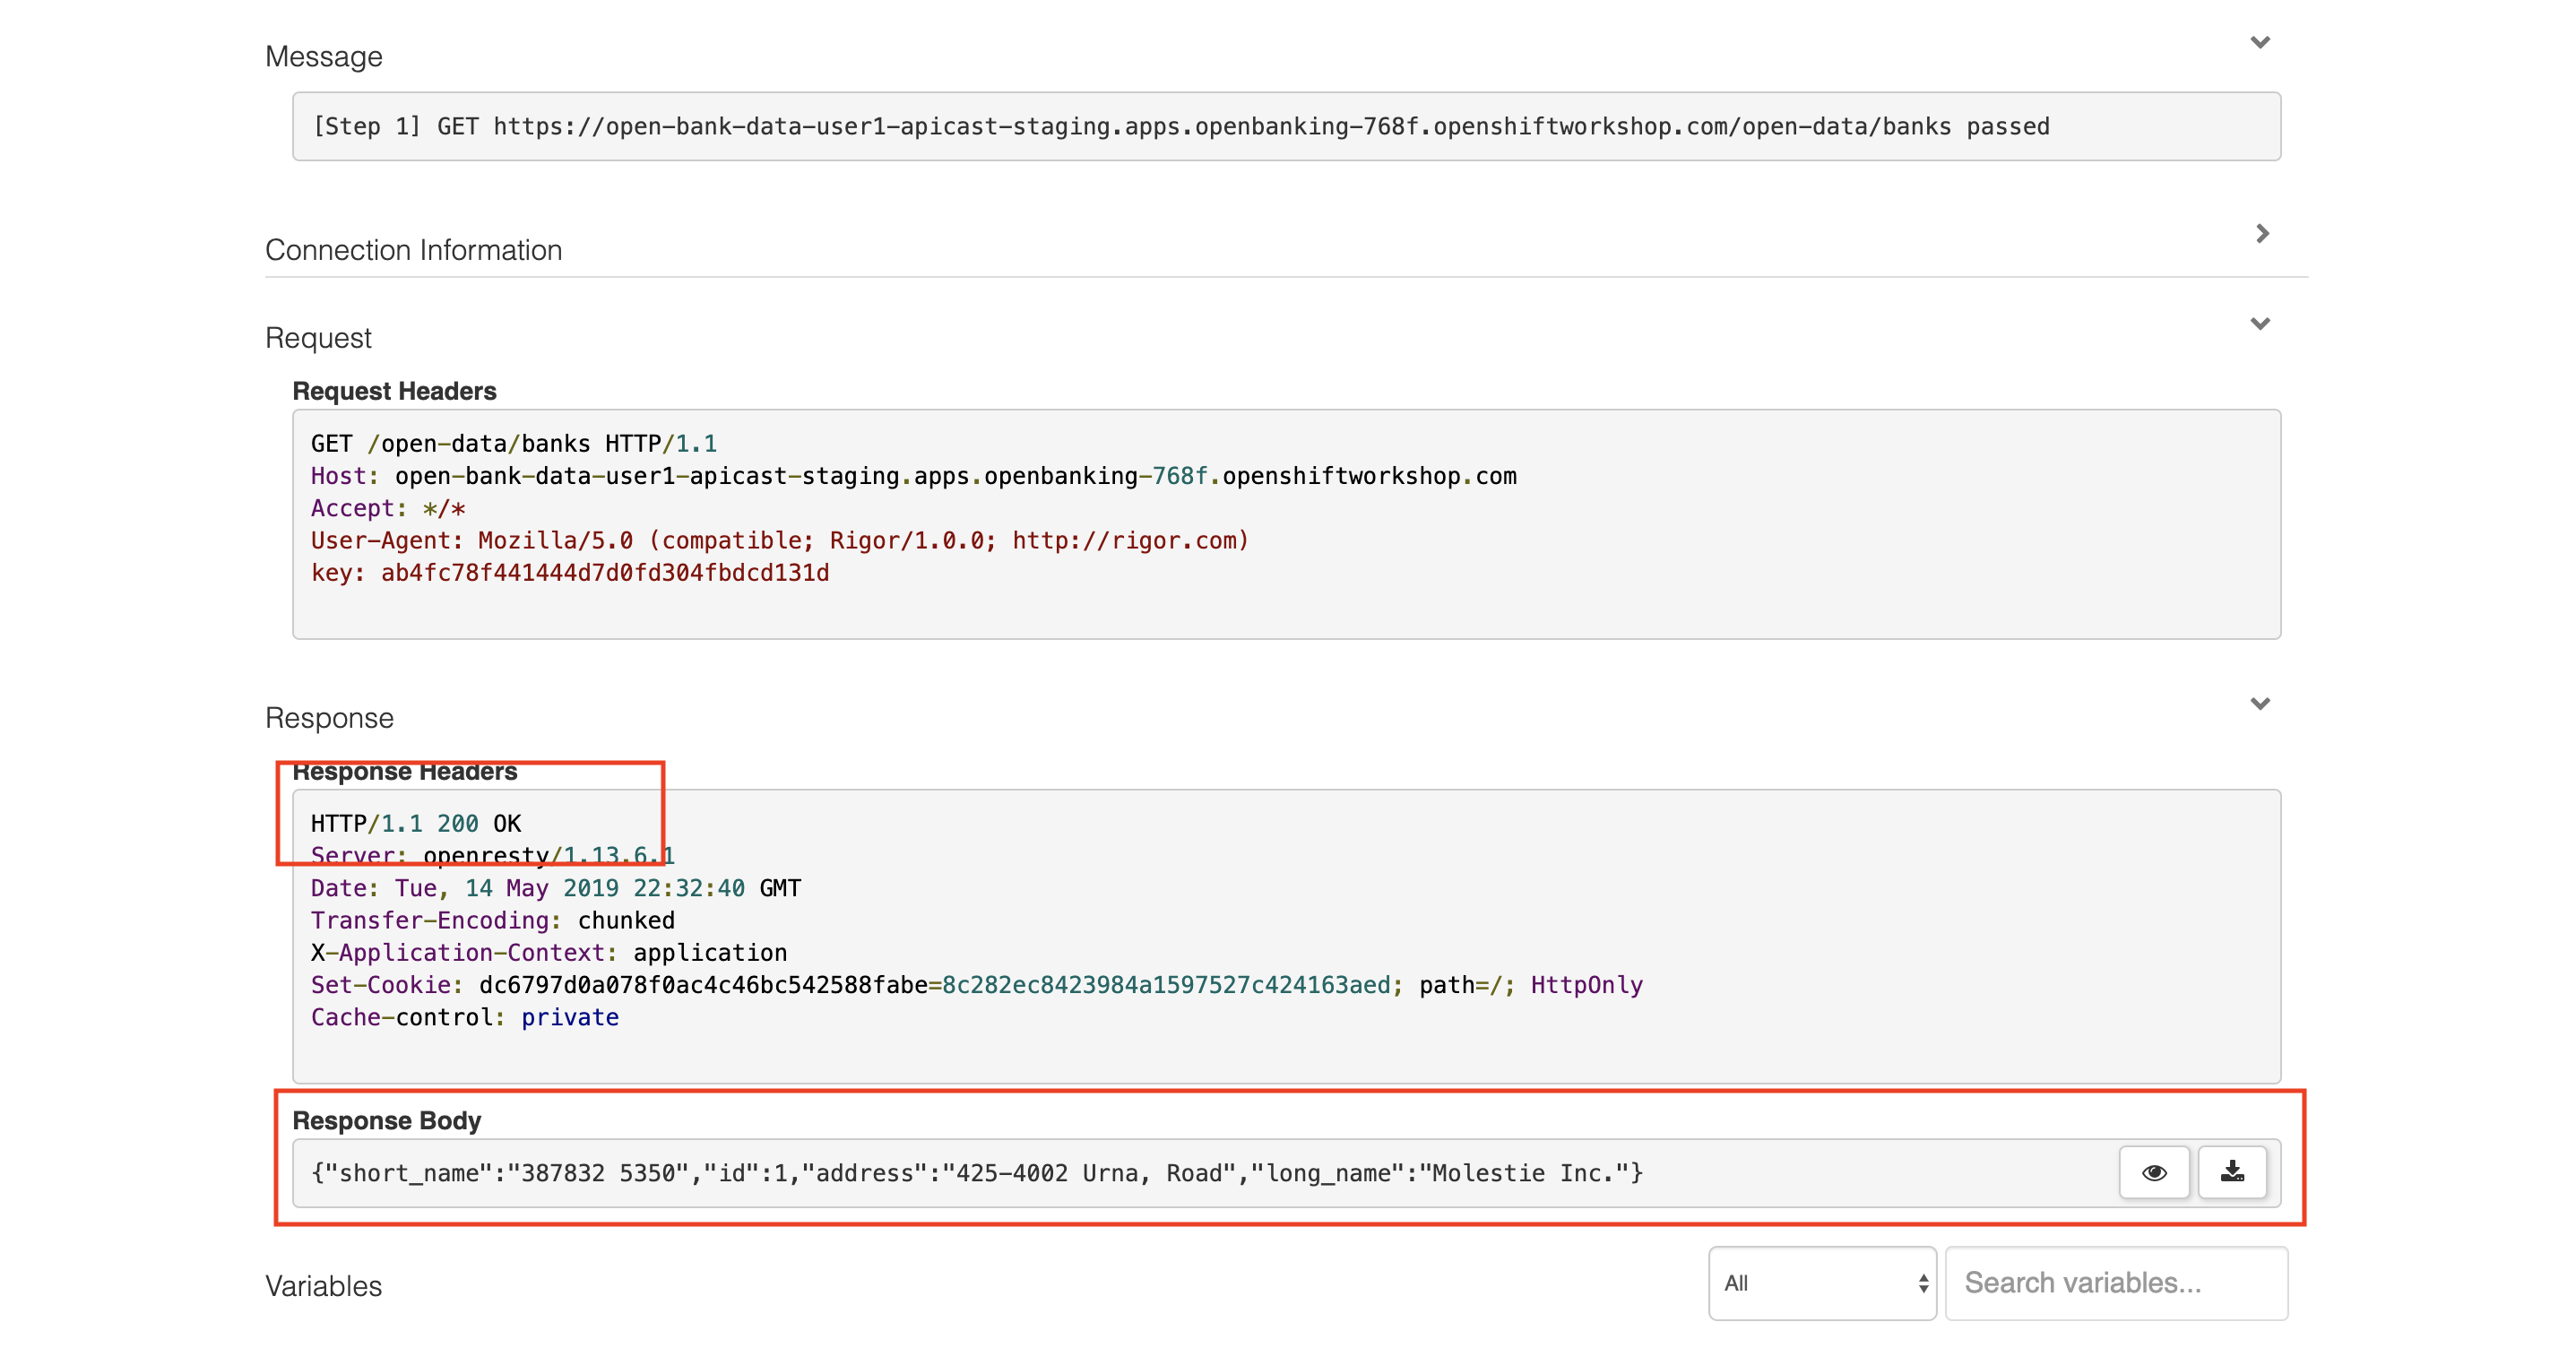 Message
[Step 1] GET https://open-bank-data-user1-apicast-staging.apps.openbanking-768f.openshiftworkshop.com/open-data/banks passed
Connection Information
Request
Request Headers
GET /open-data/banks HTTP/1.1
Host: open-bank-data-user1-apicast-staging.apps.openbanking-768f.openshiftworkshop.com
Accept: */*
User-Agent: Mozilla/5.0 (compatible; Rigor/1.0.0; http://rigor.com)
key: ab4fc78f441444d7d0fd304fbdcd131d
Response
Response Headers
HTTP/1.1 200 OK
Server: openresty/1.13.6.1
Date: Tue, 14 May 2019 22:32:40 GMT
Transfer-Encoding: chunked
X-Application-Context: application
Set-Cookie: dc6797d0a078f0ac4c46bc542588fabe=8c282ec8423984a1597527c424163aed; path=/; HttpOnly
Cache-control: private
Response Body
{"short_name":"387832 5350","id":1,"address":"425-4002 Urna, Road","long_name":"Molestie Inc."}
Variables
All
Search variables...